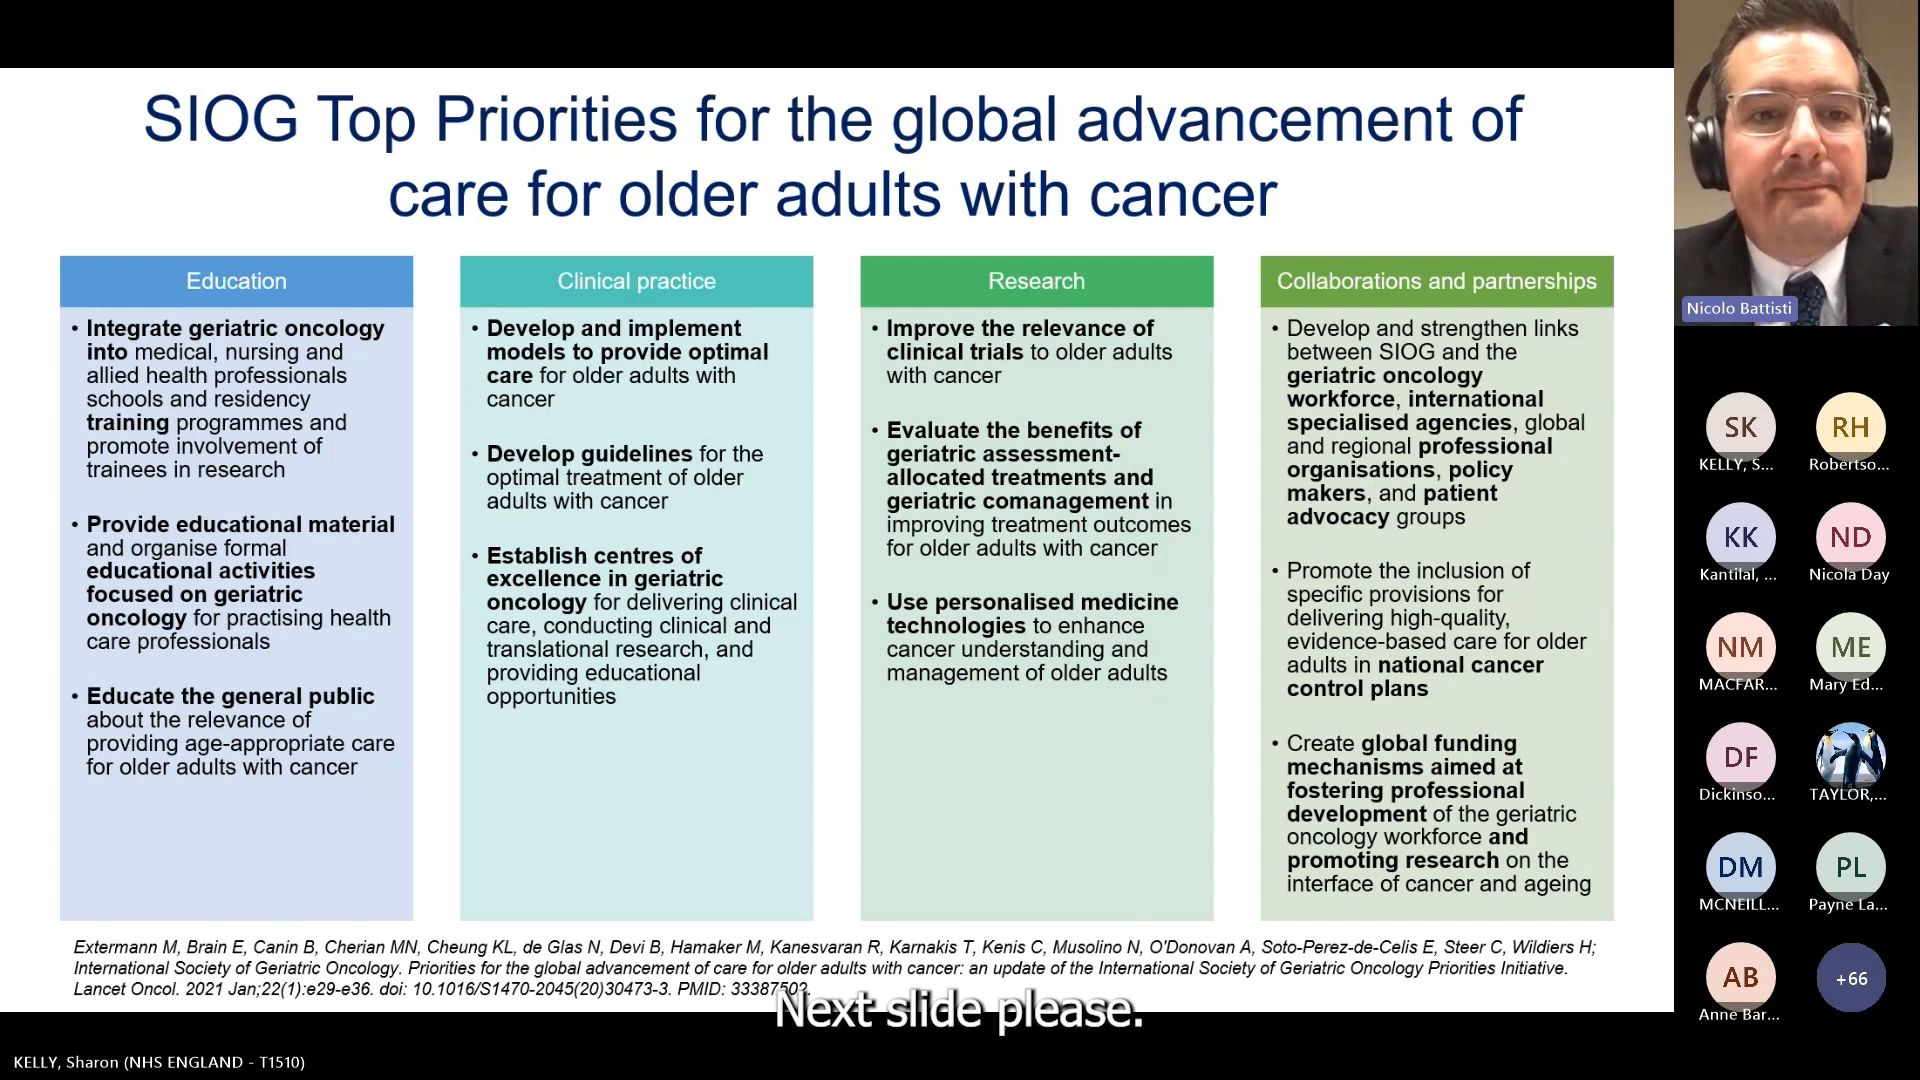 SIOG Top Priorities for the global advancement of
care for older adults with cancer
Education
• Integrate geriatric oncology
into medical, nursing and
allied health professionals
schools and residency
training programmes and
promote involvement of
trainees in research
• Provide educational material
and organise formal
educational activities
focused on geriatric
oncology for practising health
care professionals
• Educate the general public
about the relevance of
providing age-appropriate care
for older adults with cancer
Clinical practice
• Develop and implement
models to provide optimal
care for older adults with
cancer
• Develop guidelines for the
optimal treatment of older
adults with cancer
• Establish centres of
excellence in geriatric
oncology for delivering clinical
care, conducting clinical and
translational research, and
providing educational
opportunities
Research
• Improve the relevance of
clinical trials to older adults
with cancer
• Evaluate the benefits of
geriatric assessment-
allocated treatments and
geriatric comanagement in
improving treatment outcomes
for older adults with cancer
• Use personalised medicine
technologies to enhance
cancer understanding and
management of older adults
Collaborations and partnerships
• Develop and strengthen links
between SIOG and the
geriatric oncology
workforce, international
specialised agencies, global
and regional professional
organisations, policy
makers, and patient
advocacy groups
• Promote the inclusion of
specific provisions for
delivering high-quality,
evidence-based care for older
adults in national cancer
control plans
• Create global funding
mechanisms aimed at
fostering professional
development of the geriatric
oncology workforce and
promoting research on the
interface of cancer and ageing
Extermann M, Brain E, Canin B, Cherian MN, Cheung KL, de Glas N, Devi B, Hamaker M, Kanesvaran R, Karnakis T, Kenis C, Musolino N, O'Donovan A, Soto-Perez-de-Celis E, Steer C, Wildiers H;
International Society of Geriatric Oncology. Priorities for the global advancement of care for older adults with cancer: an update of the International Society of Geriatric Oncology Priorities Initiative.
Lancet Oncol. 2021 Jan;22(1):e29-e36. doi: 10.1016/S1470-2045(20)30473-3. PMID: 33387502.
Next slide please.
KELLY, Sharon (NHS ENGLAND - T1510)
Nicolo Battisti
SK
KELLY, S...
RH
Robertso...
KK
Kantilal, ...
ND
Nicola Day
NM
MACFAR...
ME
Mary Ed...
DF
Dickinso...
TAYLOR,...
DM
MCNEILL...
PL
Payne La...
AB
Anne Bar...
+66